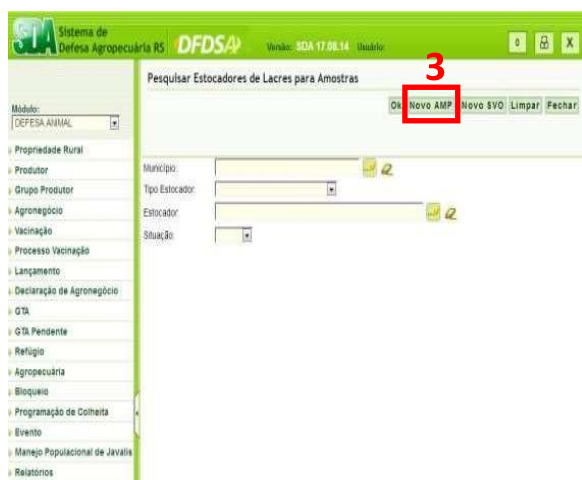 SDA Sistema de
Defesa Agropecuária RS DFDSA Versão: SDA 17.08.14 Usuário: 0 X
3
Pesquisar Estocadores de Lacres para Amostras
Ok Novo AMP Novo SVO Limpar Fechar
Módulo:
DEFESA ANIMAL
Propriedade Rural
Produtor
Grupo Produtor
Agronegócio
Vacinação
Processo Vacinação
Lançamento
Declaração de Agronegócio
GTA
GTA Pendente
Refúgio
Agropecuária
Bloqueio
Programação de Colheita
Evento
Manejo Populacional de Javalis
Relatórios
Município:
Tipo Estocador:
Estocador:
Situação: